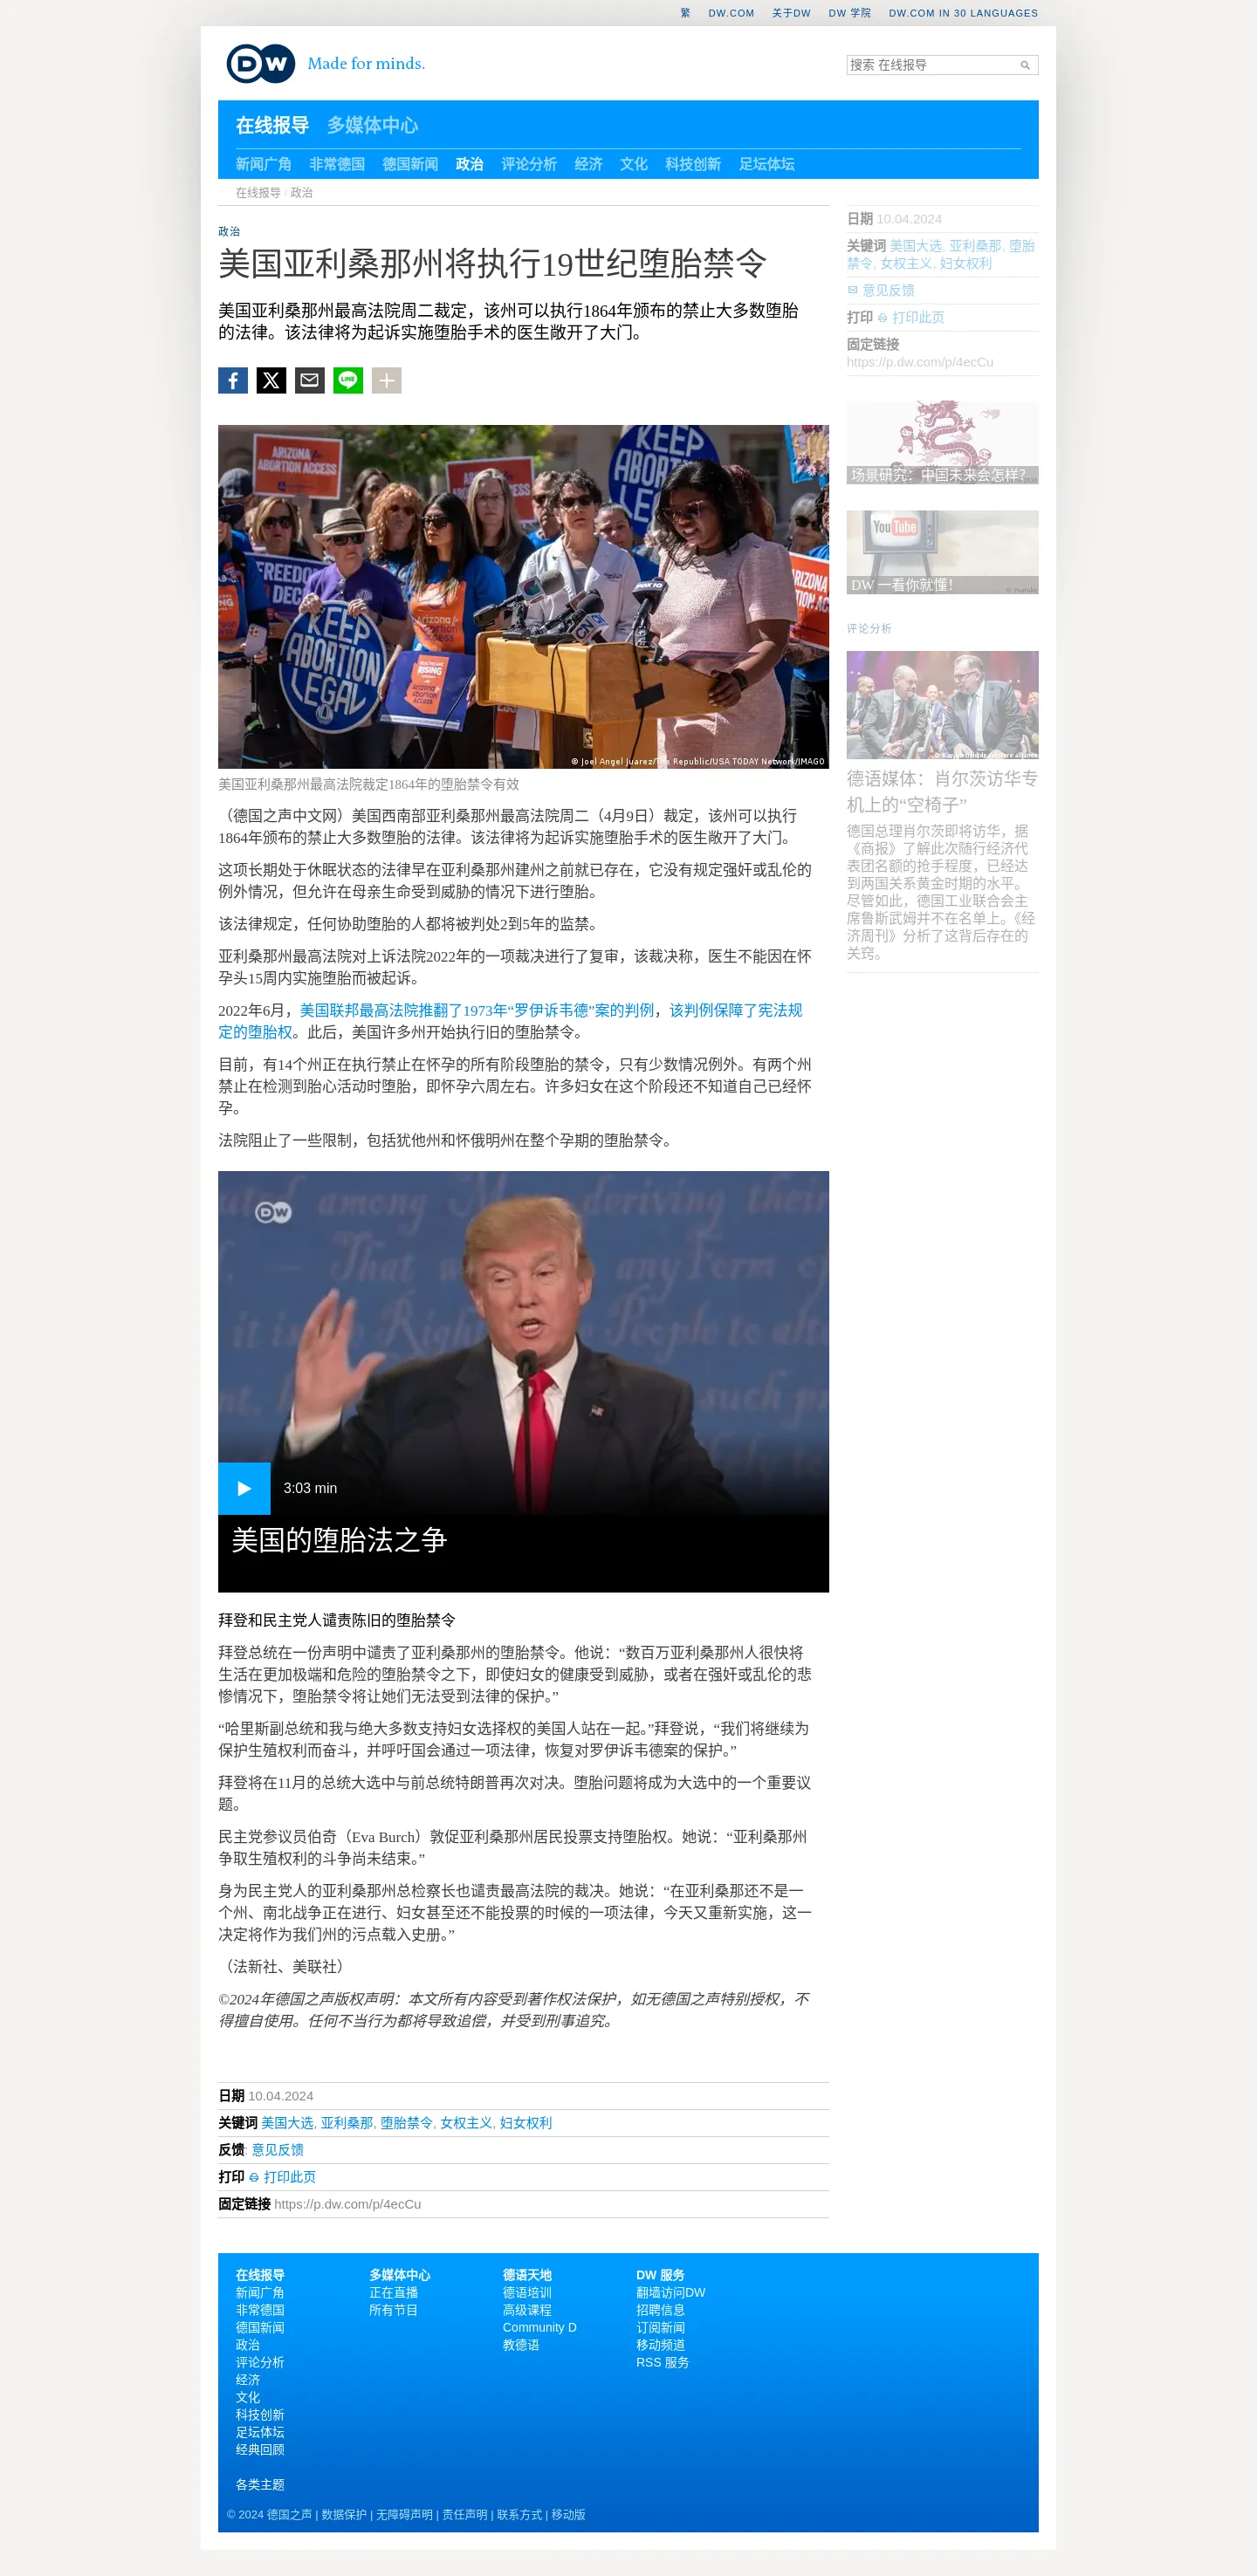 繁 DW.COM 关于DW DW 学院 DW.COM IN 30 LANGUAGES
DW Made for minds.
搜索 在线报导
在线报导 多媒体中心
新闻广角 非常德国 德国新闻 政治 评论分析 经济 文化 科技创新 足坛体坛
在线报导 / 政治
政治
美国亚利桑那州将执行19世纪堕胎禁令
美国亚利桑那州最高法院周二裁定，该州可以执行1864年颁布的禁止大多数堕胎
的法律。该法律将为起诉实施堕胎手术的医生敞开了大门。
LINE
ARIZONA
ABORTION ACCESS
KEEP
ABORTION
LEGAL
KEEP
ABORTION
LEGAL
FOX 10
Arizona for
Abortion
Access
HEALTHCARE
RISING
© Joel Angel Juarez/The Republic/USA TODAY Network/IMAGO
美国亚利桑那州最高法院裁定1864年的堕胎禁令有效
（德国之声中文网）美国西南部亚利桑那州最高法院周二（4月9日）裁定，该州可以执行
1864年颁布的禁止大多数堕胎的法律。该法律将为起诉实施堕胎手术的医生敞开了大门。
这项长期处于休眠状态的法律早在亚利桑那州建州之前就已存在，它没有规定强奸或乱伦的
例外情况，但允许在母亲生命受到威胁的情况下进行堕胎。
该法律规定，任何协助堕胎的人都将被判处2到5年的监禁。
亚利桑那州最高法院对上诉法院2022年的一项裁决进行了复审，该裁决称，医生不能因在怀
孕头15周内实施堕胎而被起诉。
2022年6月，美国联邦最高法院推翻了1973年“罗伊诉韦德”案的判例，该判例保障了宪法规
定的堕胎权。此后，美国许多州开始执行旧的堕胎禁令。
目前，有14个州正在执行禁止在怀孕的所有阶段堕胎的禁令，只有少数情况例外。有两个州
禁止在检测到胎心活动时堕胎，即怀孕六周左右。许多妇女在这个阶段还不知道自己已经怀
孕。
法院阻止了一些限制，包括犹他州和怀俄明州在整个孕期的堕胎禁令。
DW
3:03 min
美国的堕胎法之争
拜登和民主党人谴责陈旧的堕胎禁令
拜登总统在一份声明中谴责了亚利桑那州的堕胎禁令。他说：“数百万亚利桑那州人很快将
生活在更加极端和危险的堕胎禁令之下，即使妇女的健康受到威胁，或者在强奸或乱伦的悲
惨情况下，堕胎禁令将让她们无法受到法律的保护。”
“哈里斯副总统和我与绝大多数支持妇女选择权的美国人站在一起。”拜登说，“我们将继续为
保护生殖权利而奋斗，并呼吁国会通过一项法律，恢复对罗伊诉韦德案的保护。”
拜登将在11月的总统大选中与前总统特朗普再次对决。堕胎问题将成为大选中的一个重要议
题。
民主党参议员伯奇（Eva Burch）敦促亚利桑那州居民投票支持堕胎权。她说：“亚利桑那州
争取生殖权利的斗争尚未结束。”
身为民主党人的亚利桑那州总检察长也谴责最高法院的裁决。她说：“在亚利桑那还不是一
个州、南北战争正在进行、妇女甚至还不能投票的时候的一项法律，今天又重新实施，这一
决定将作为我们州的污点载入史册。”
（法新社、美联社）
©2024年德国之声版权声明：本文所有内容受到著作权法保护，如无德国之声特别授权，不
得擅自使用。任何不当行为都将导致追偿，并受到刑事追究。
日期 10.04.2024
关键词 美国大选, 亚利桑那, 堕胎禁令, 女权主义, 妇女权利
反馈: 意见反馈
打印 打印此页
固定链接 https://p.dw.com/p/4ecCu
日期 10.04.2024
关键词 美国大选, 亚利桑那, 堕胎
禁令, 女权主义, 妇女权利
意见反馈
打印 打印此页
固定链接
https://p.dw.com/p/4ecCu
场景研究：中国未来会怎样？
YouTube
DW 一看你就懂！
© Youtube
评论分析
德语媒体：肖尔茨访华专
机上的“空椅子”
德国总理肖尔茨即将访华，据
《商报》了解此次随行经济代
表团名额的抢手程度，已经达
到两国关系黄金时期的水平。
尽管如此，德国工业联合会主
席鲁斯武姆并不在名单上。《经
济周刊》分析了这背后存在的
关窍。
在线报导
新闻广角
非常德国
德国新闻
政治
评论分析
经济
文化
科技创新
足坛体坛
经典回顾
各类主题
多媒体中心
正在直播
所有节目
德语天地
德语培训
高级课程
Community D
教德语
DW 服务
翻墙访问DW
招聘信息
订阅新闻
移动频道
RSS 服务
© 2024 德国之声 | 数据保护 | 无障碍声明 | 责任声明 | 联系方式 | 移动版